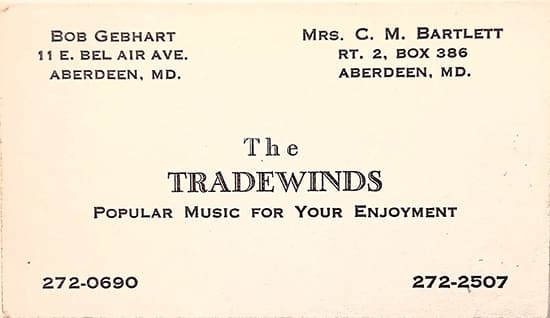 Bob Gebhart
11 E. Bel Air Ave.
Aberdeen, Md.
Mrs. C. M. Bartlett
Rt. 2, Box 386
Aberdeen, Md.
The
TRADEWINDS
Popular Music for Your Enjoyment
272-0690
272-2507